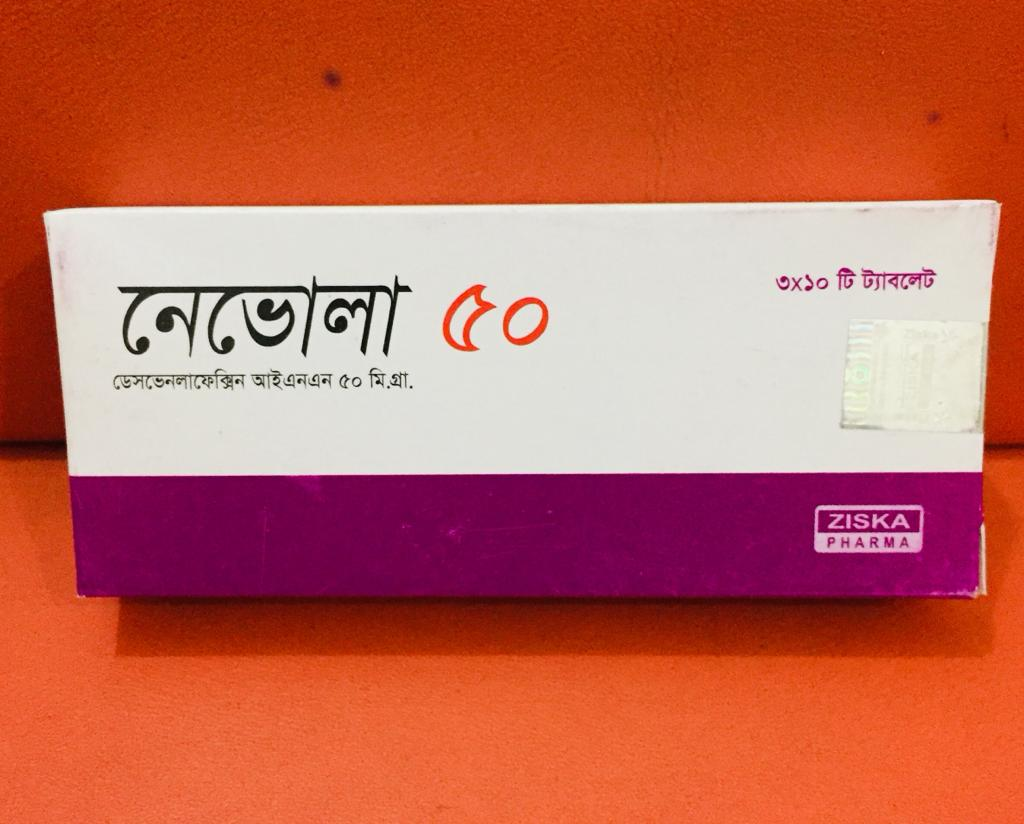 নেভোলা ৫০
৩x১০ টি ট্যাবলেট
ডেসভেনলাফেক্সিন আইএনএন ৫০ মি.গ্রা.
ZISKA
PHARMA